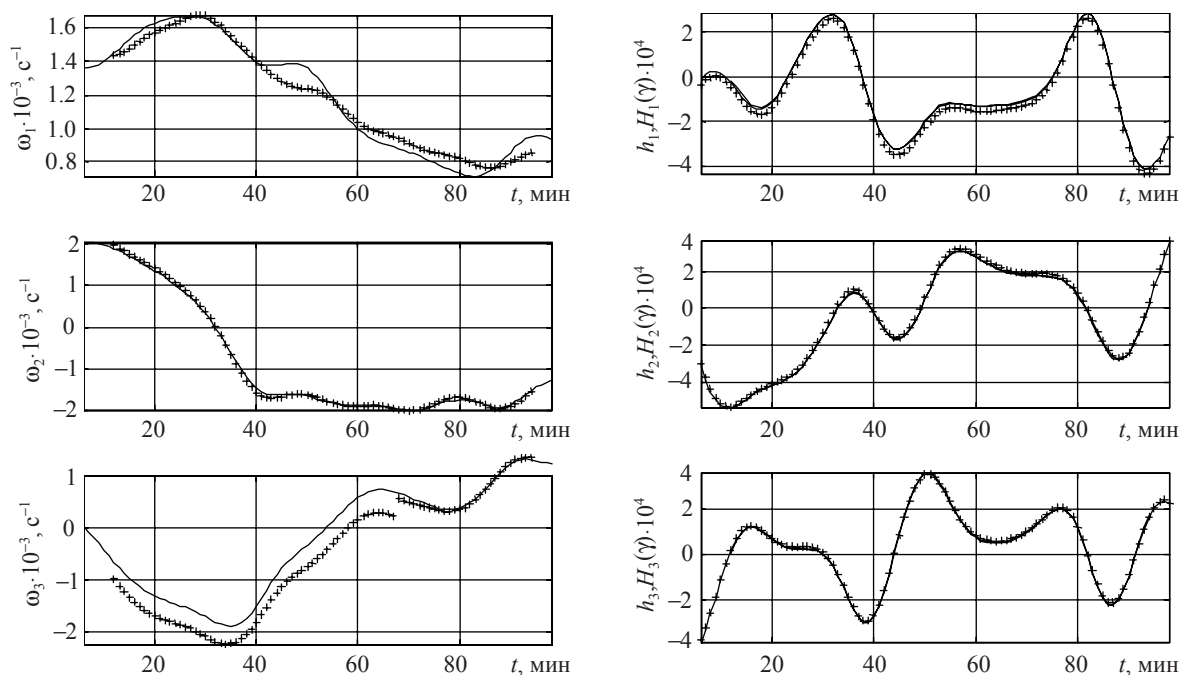 1.6
1.4
1.2
1.0
0.8
ω₁·10⁻³, с⁻¹
20 40 60 80 t, мин
2
1
0
−1
−2
ω₂·10⁻³, с⁻¹
20 40 60 80 t, мин
1
0
−1
−2
ω₃·10⁻³, с⁻¹
20 40 60 80 t, мин
2
0
−2
−4
h₁,H₁(γ)·10⁴
20 40 60 80 t, мин
4
2
0
−2
−4
h₂,H₂(γ)·10⁴
20 40 60 80 t, мин
4
2
0
−2
−4
h₃,H₃(γ)·10⁴
20 40 60 80 t, мин